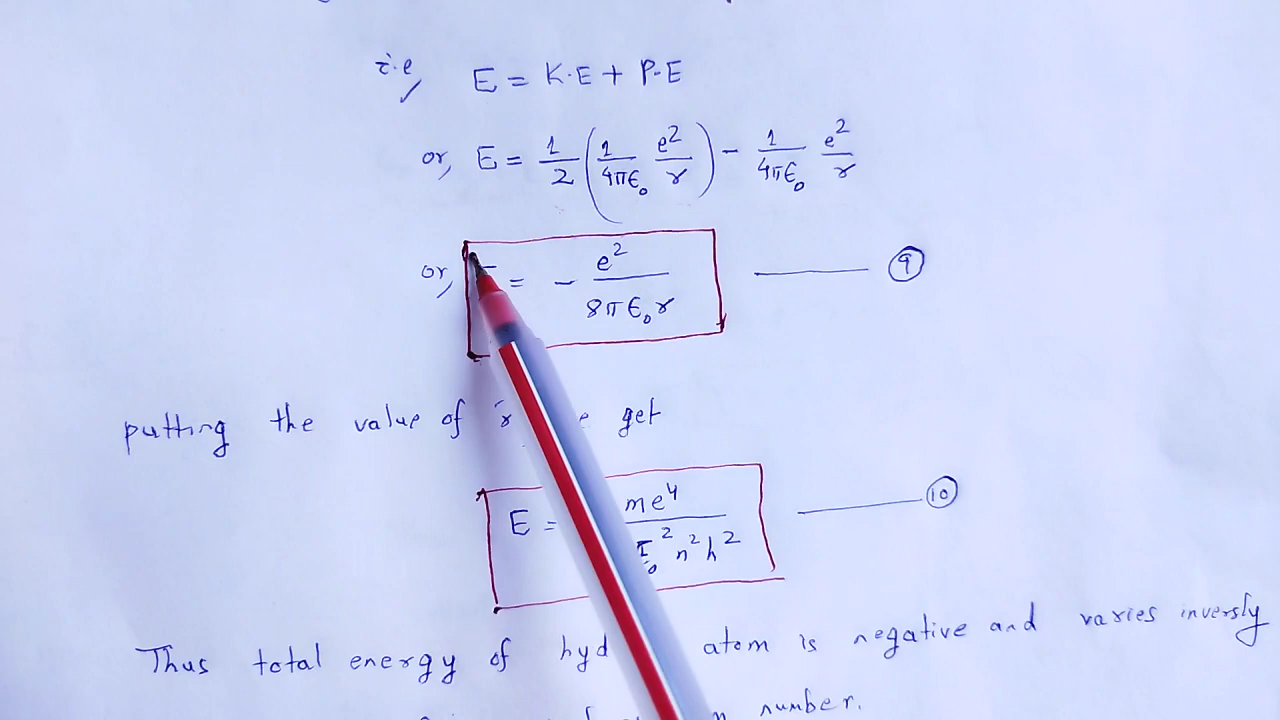 i.e, E = K.E + P.E
or, E = 1/2 (1/4πϵ₀ e²/r) - 1/4πϵ₀ e²/r
or, = - e²/8πϵ₀r ⑨
putting the value of r get
E = me⁴/ϵ₀²n²h² ⑩
Thus total energy of hyd atom is negative and varies inversly
number.